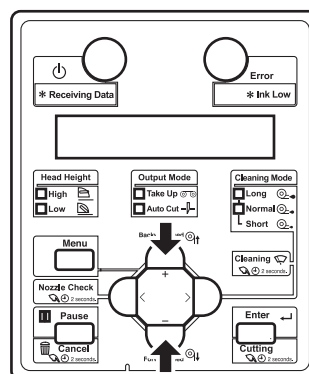 Error
* Receiving Data
* Ink Low
Head Height
High
Low
Output Mode
Take Up
Auto Cut
Cleaning Mode
Long
Normal
Short
Menu
+
Cleaning
2 seconds.
Nozzle Check
2 seconds.
< >
Pause
−
Enter
Cancel
2 seconds.
Cutting
2 seconds.